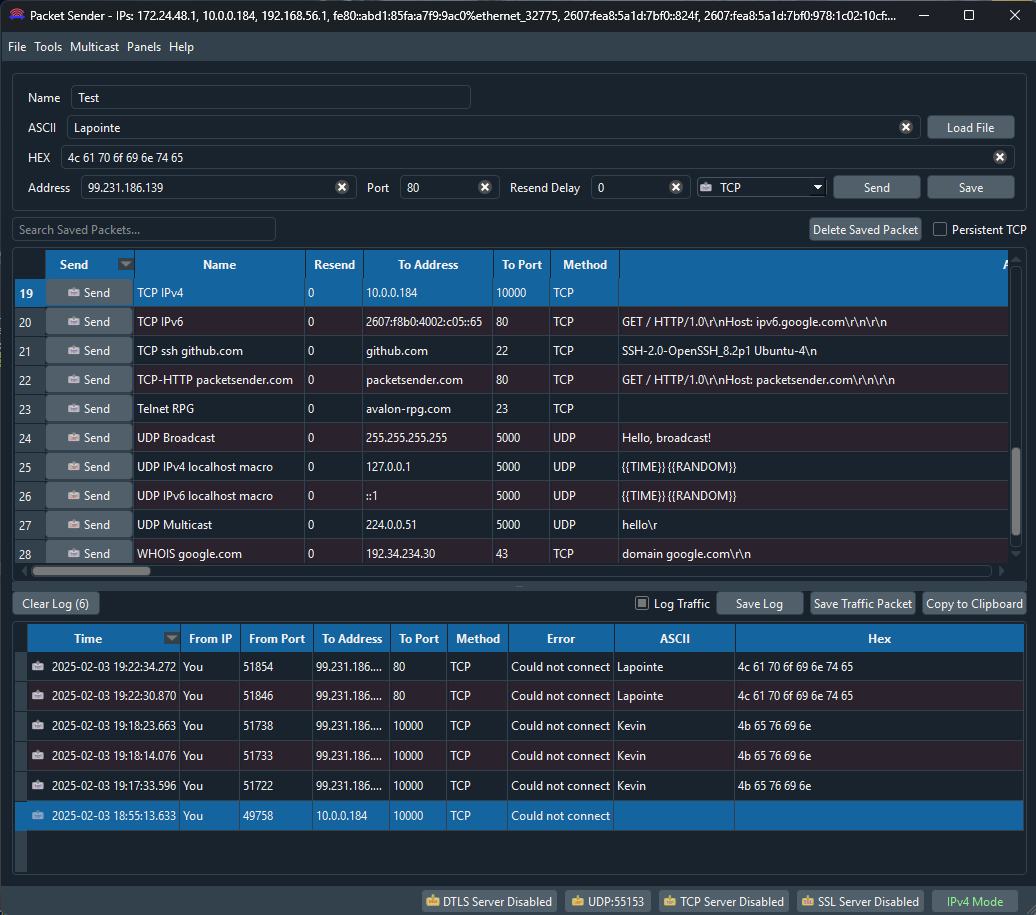 Packet Sender - IPs: 172.24.48.1, 10.0.0.184, 192.168.56.1, fe80::abd1:85fa:a7f9:9ac0%ethernet_32775, 2607:fea8:5a1d:7bf0::824f, 2607:fea8:5a1d:7bf0:978:1c02:10cf:...
File Tools Multicast Panels Help
Name Test
ASCII Lapointe Load File
HEX 4c 61 70 6f 69 6e 74 65
Address 99.231.186.139 Port 80 Resend Delay 0 TCP Send Save
Search Saved Packets... Delete Saved Packet Persistent TCP
Send Name Resend To Address To Port Method A
19 Send TCP IPv4 0 10.0.0.184 10000 TCP
20 Send TCP IPv6 0 2607:f8b0:4002:c05::65 80 TCP GET / HTTP/1.0\r\nHost: ipv6.google.com\r\n\r\n
21 Send TCP ssh github.com 0 github.com 22 TCP SSH-2.0-OpenSSH_8.2p1 Ubuntu-4\n
22 Send TCP-HTTP packetsender.com 0 packetsender.com 80 TCP GET / HTTP/1.0\r\nHost: packetsender.com\r\n\r\n
23 Send Telnet RPG 0 avalon-rpg.com 23 TCP
24 Send UDP Broadcast 0 255.255.255.255 5000 UDP Hello, broadcast!
25 Send UDP IPv4 localhost macro 0 127.0.0.1 5000 UDP {{TIME}} {{RANDOM}}
26 Send UDP IPv6 localhost macro 0 ::1 5000 UDP {{TIME}} {{RANDOM}}
27 Send UDP Multicast 0 224.0.0.51 5000 UDP hello\r
28 Send WHOIS google.com 0 192.34.234.30 43 TCP domain google.com\r\n
Clear Log (6) Log Traffic Save Log Save Traffic Packet Copy to Clipboard
Time From IP From Port To Address To Port Method Error ASCII Hex
2025-02-03 19:22:34.272 You 51854 99.231.186.... 80 TCP Could not connect Lapointe 4c 61 70 6f 69 6e 74 65
2025-02-03 19:22:30.870 You 51846 99.231.186.... 80 TCP Could not connect Lapointe 4c 61 70 6f 69 6e 74 65
2025-02-03 19:18:23.663 You 51738 99.231.186.... 10000 TCP Could not connect Kevin 4b 65 76 69 6e
2025-02-03 19:18:14.076 You 51733 99.231.186.... 10000 TCP Could not connect Kevin 4b 65 76 69 6e
2025-02-03 19:17:33.596 You 51722 99.231.186.... 10000 TCP Could not connect Kevin 4b 65 76 69 6e
2025-02-03 18:55:13.633 You 49758 10.0.0.184 10000 TCP Could not connect
DTLS Server Disabled UDP:55153 TCP Server Disabled SSL Server Disabled IPv4 Mode